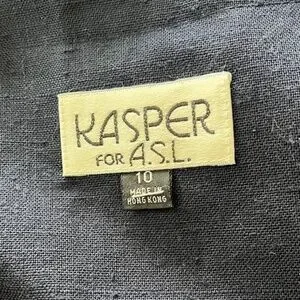 KASPER
FOR A.S.L.
10
MADE IN
HONG KONG